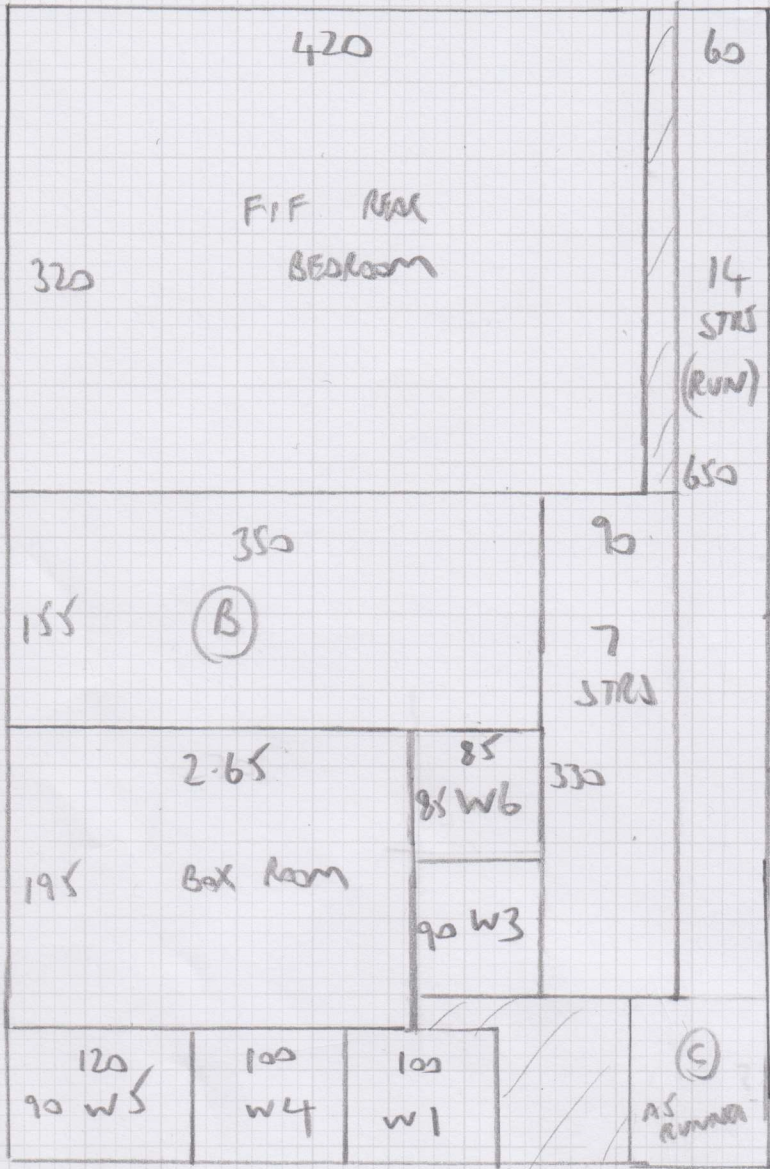 420
60
F,F REAR
BEDROOM
320
14
STRS
(RUN)
650
350
90
155
B
7
STRS
2.65
85
85 W6
330
195
BOX ROOM
90 W3
120
100
100
C
90 W5
W4
W1
AS
RUNNER